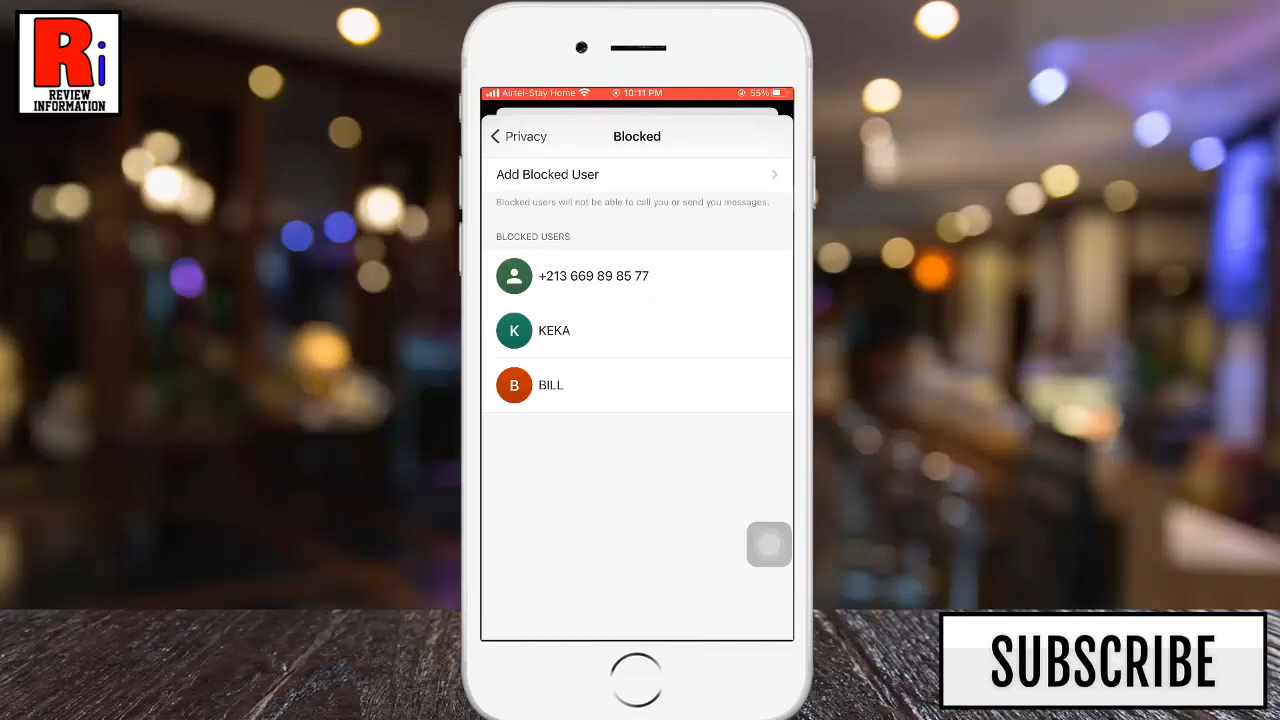 Ri
REVIEW
INFORMATION
Airtel-Stay Home 10:11 PM 55%
Privacy Blocked
Add Blocked User
Blocked users will not be able to call you or send you messages.
BLOCKED USERS
+213 669 89 85 77
K KEKA
B BILL
SUBSCRIBE